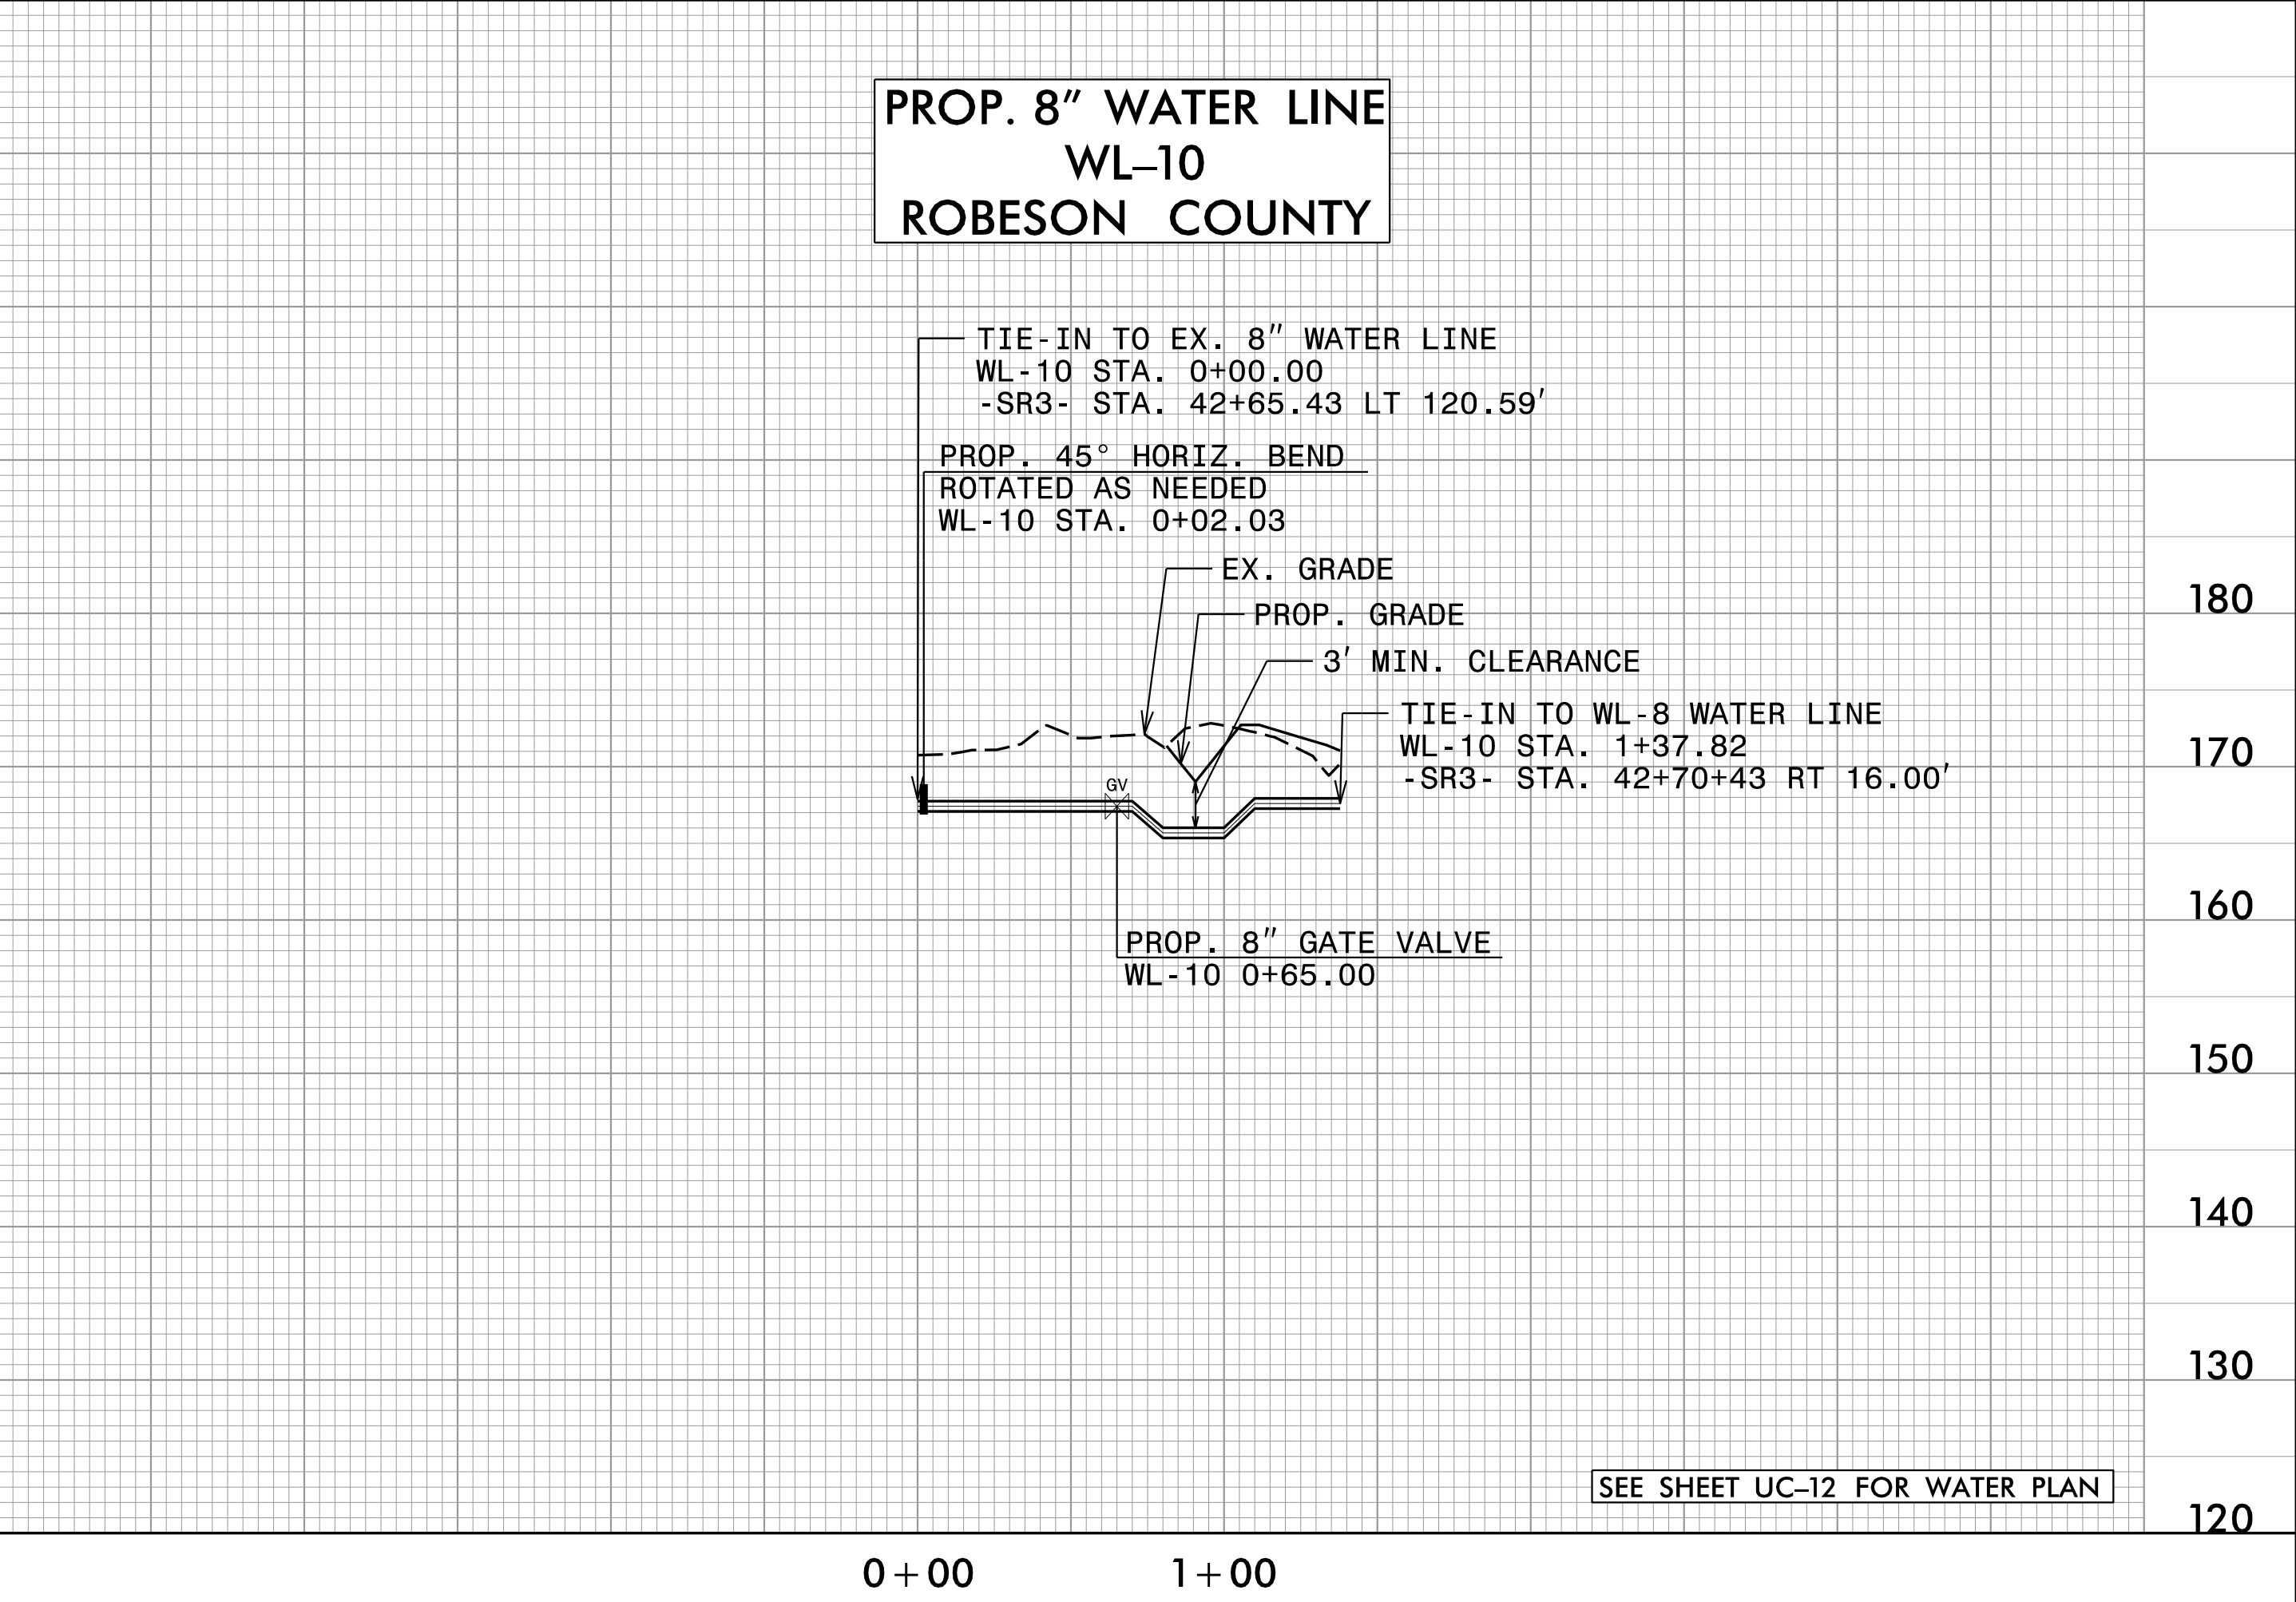 PROP. 8" WATER LINE
WL–10
ROBESON COUNTY
TIE-IN TO EX. 8" WATER LINE
WL-10 STA. 0+00.00
-SR3- STA. 42+65.43 LT 120.59'
PROP. 45° HORIZ. BEND
ROTATED AS NEEDED
WL-10 STA. 0+02.03
EX. GRADE
PROP. GRADE
3' MIN. CLEARANCE
TIE-IN TO WL-8 WATER LINE
WL-10 STA. 1+37.82
-SR3- STA. 42+70+43 RT 16.00'
GV
PROP. 8" GATE VALVE
WL-10 0+65.00
180
170
160
150
140
130
120
SEE SHEET UC–12 FOR WATER PLAN
0+00 1+00